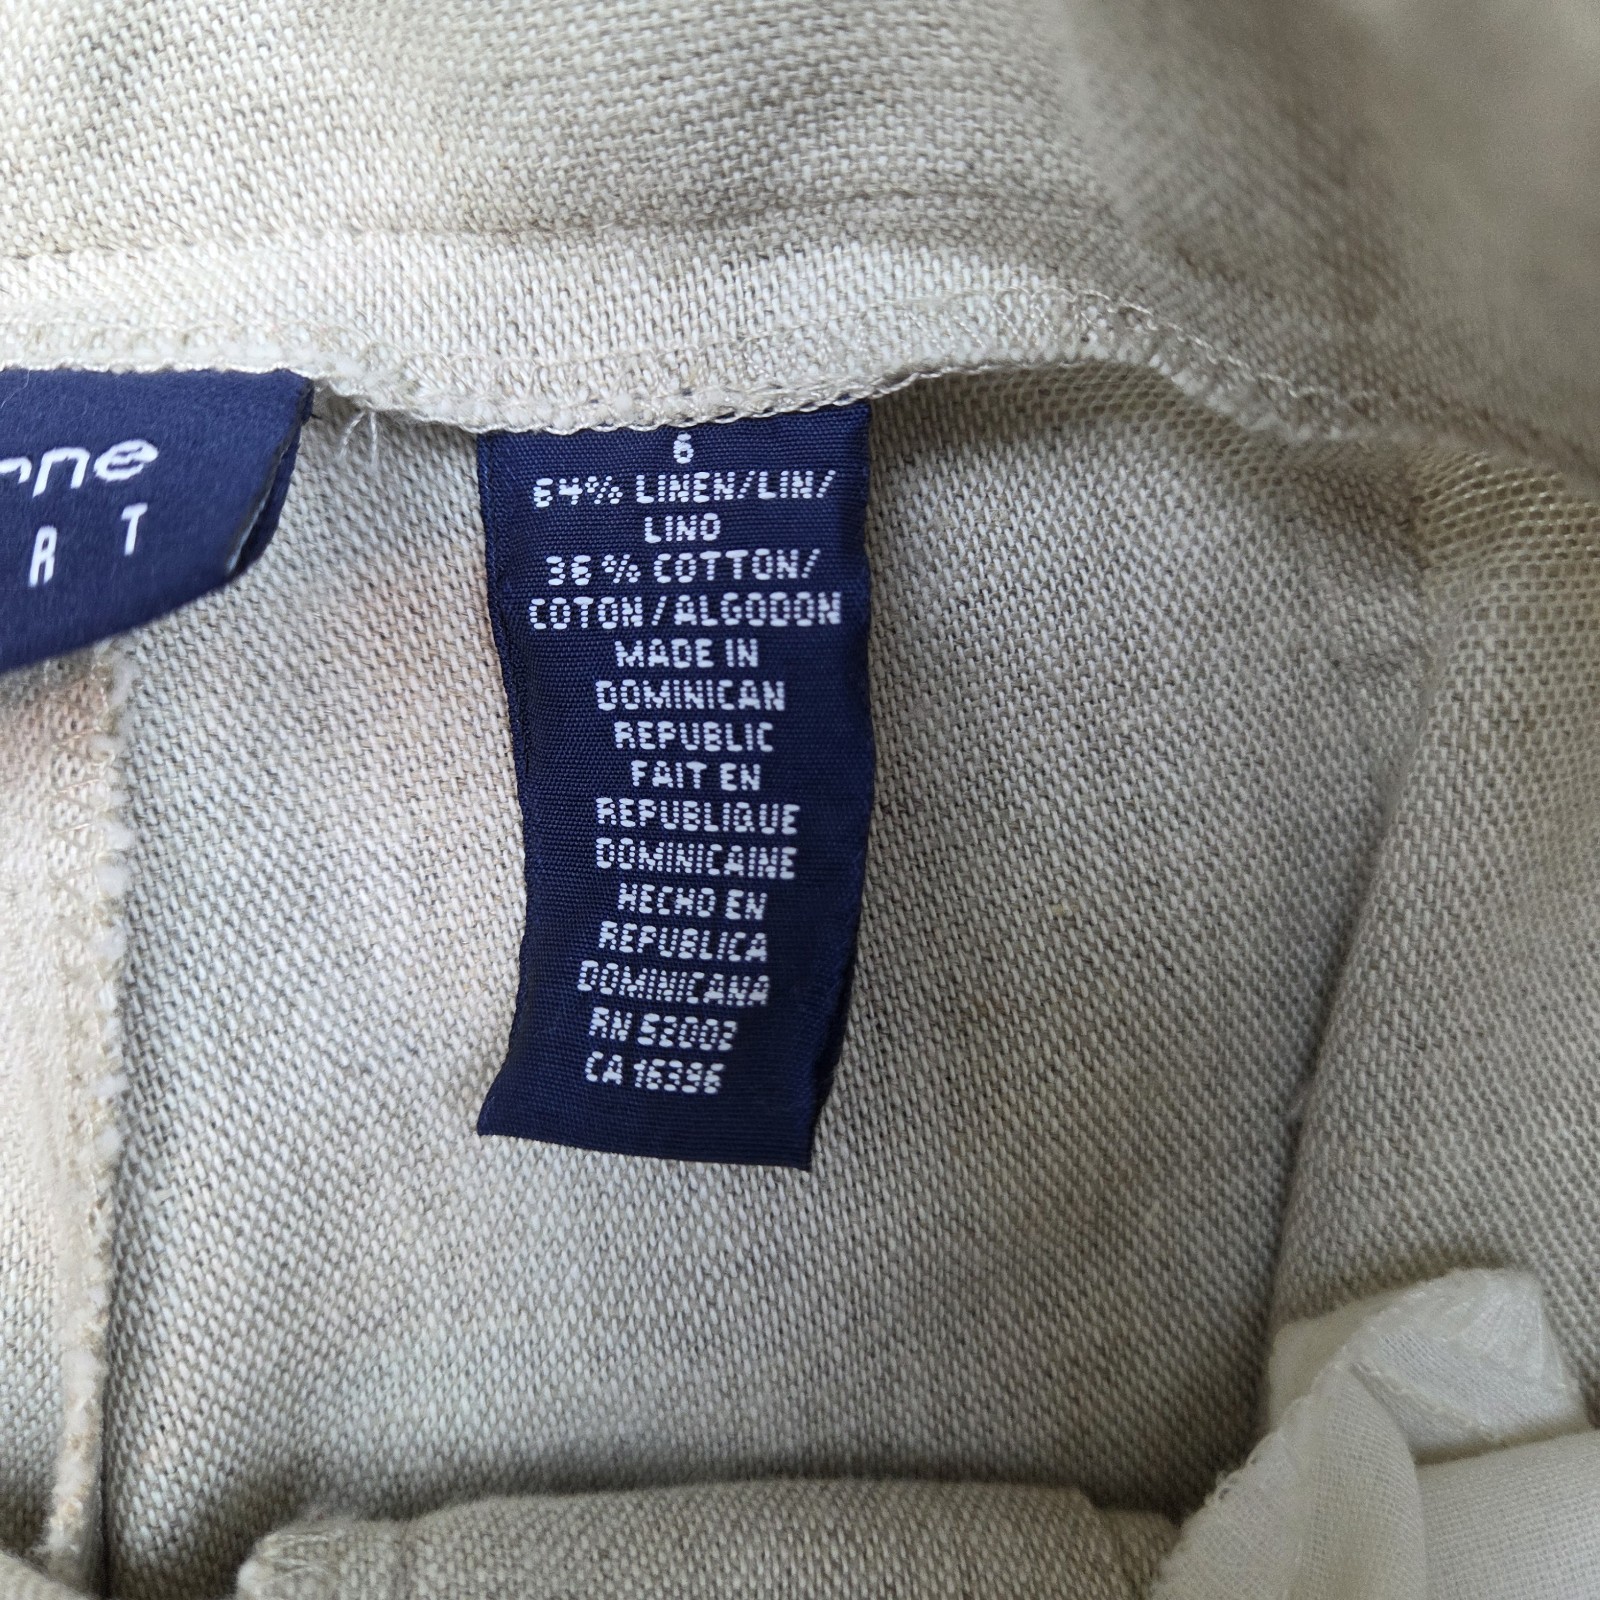 nne
R T
6
64% LINEN/LIN/
LINO
36% COTTON/
COTON/ALGODON
MADE IN
DOMINICAN
REPUBLIC
FAIT EN
REPUBLIQUE
DOMINICAINE
HECHO EN
REPUBLICA
DOMINICANA
RN 52002
CA 16386